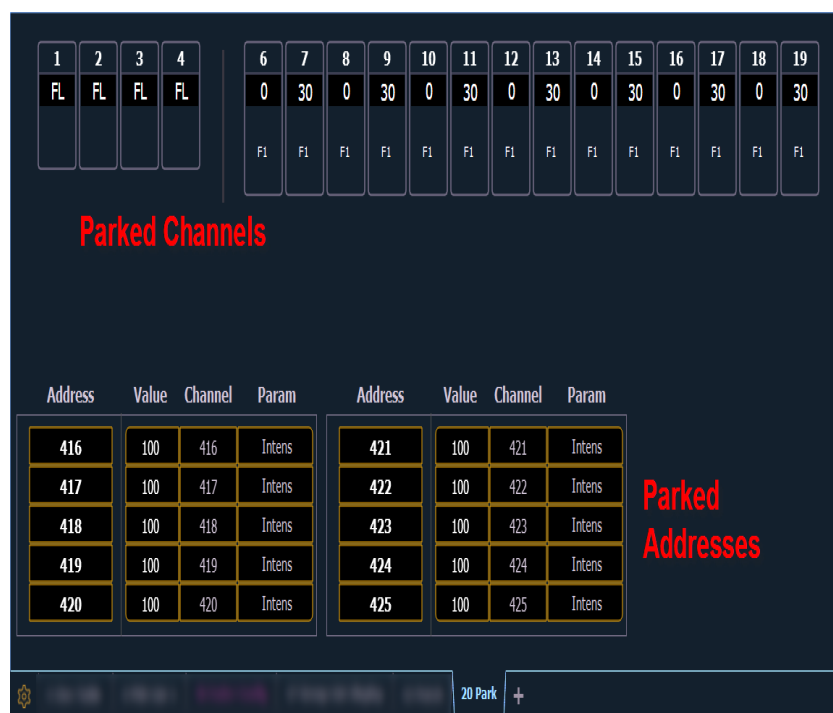 1 2 3 4 6 7 8 9 10 11 12 13 14 15 16 17 18 19
FL FL FL FL 0 30 0 30 0 30 0 30 0 30 0 30 0 30
F1 F1 F1 F1 F1 F1 F1 F1 F1 F1 F1 F1 F1 F1
Parked Channels
Address Value Channel Param Address Value Channel Param
416 100 416 Intens 421 100 421 Intens
417 100 417 Intens 422 100 422 Intens
418 100 418 Intens 423 100 423 Intens
419 100 419 Intens 424 100 424 Intens
420 100 420 Intens 425 100 425 Intens
Parked
Addresses
20 Park +